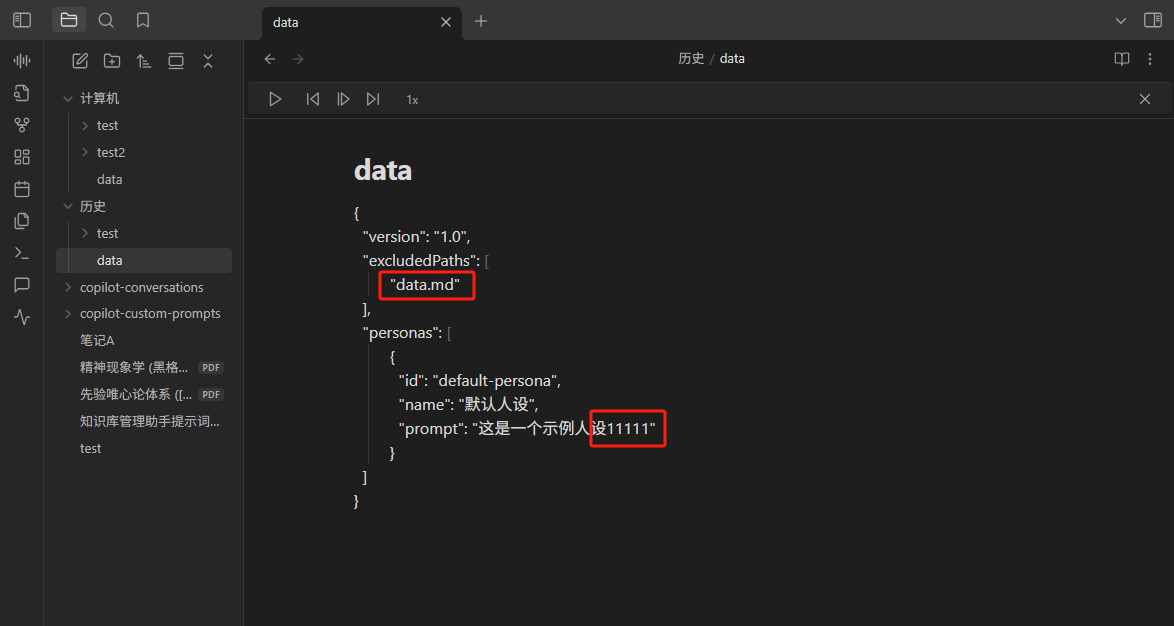 data
历史 / data
1x
计算机
test
test2
data
历史
test
data
copilot-conversations
copilot-custom-prompts
笔记A
精神现象学 (黑格... PDF
先验唯心论体系 ([... PDF
知识库管理助手提示词...
test
data
{
"version": "1.0",
"excludedPaths": [
"data.md"
],
"personas": [
{
"id": "default-persona",
"name": "默认人设",
"prompt": "这是一个示例人设11111"
}
]
}